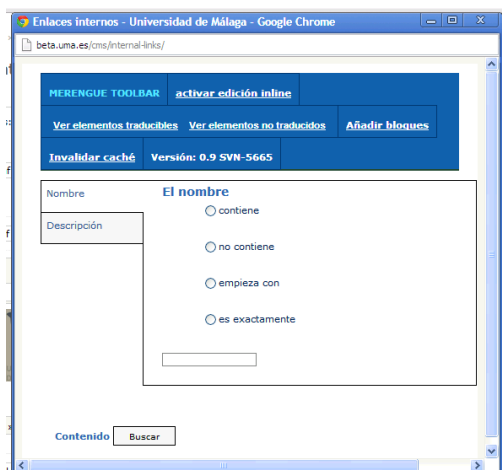 Enlaces internos - Universidad de Málaga - Google Chrome
beta.uma.es/cms/internal-links/
MERENGUE TOOLBAR activar edición inline
Ver elementos traducibles Ver elementos no traducidos Añadir bloques
Invalidar caché Versión: 0.9 SVN-5665
Nombre
Descripción
El nombre
contiene
no contiene
empieza con
es exactamente
Contenido Buscar